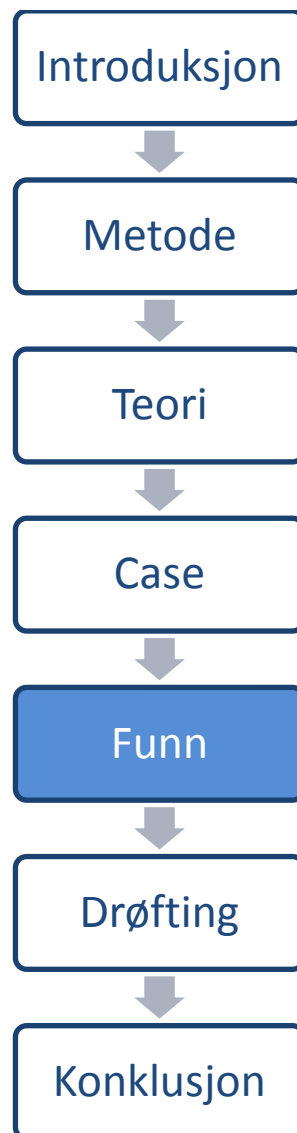 Introduksjon
Metode
Teori
Case
Funn
Drøfting
Konklusjon